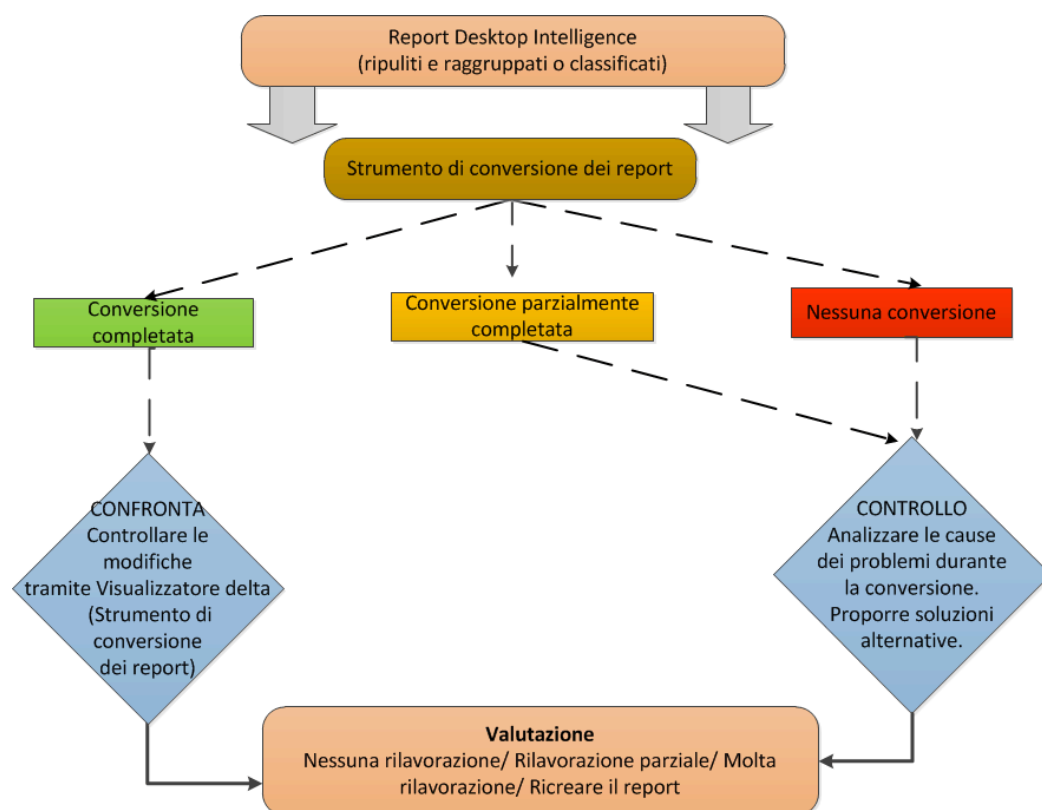 Report Desktop Intelligence
(ripuliti e raggruppati o classificati)
Strumento di conversione dei report
Conversione
completata
Conversione parzialmente
completata
Nessuna conversione
CONFRONTA
Controllare le
modifiche
tramite Visualizzatore delta
(Strumento di
conversione
dei report)
CONTROLLO
Analizzare le cause
dei problemi durante
la conversione.
Proporre soluzioni
alternative.
Valutazione
Nessuna rilavorazione/ Rilavorazione parziale/ Molta
rilavorazione/ Ricreare il report